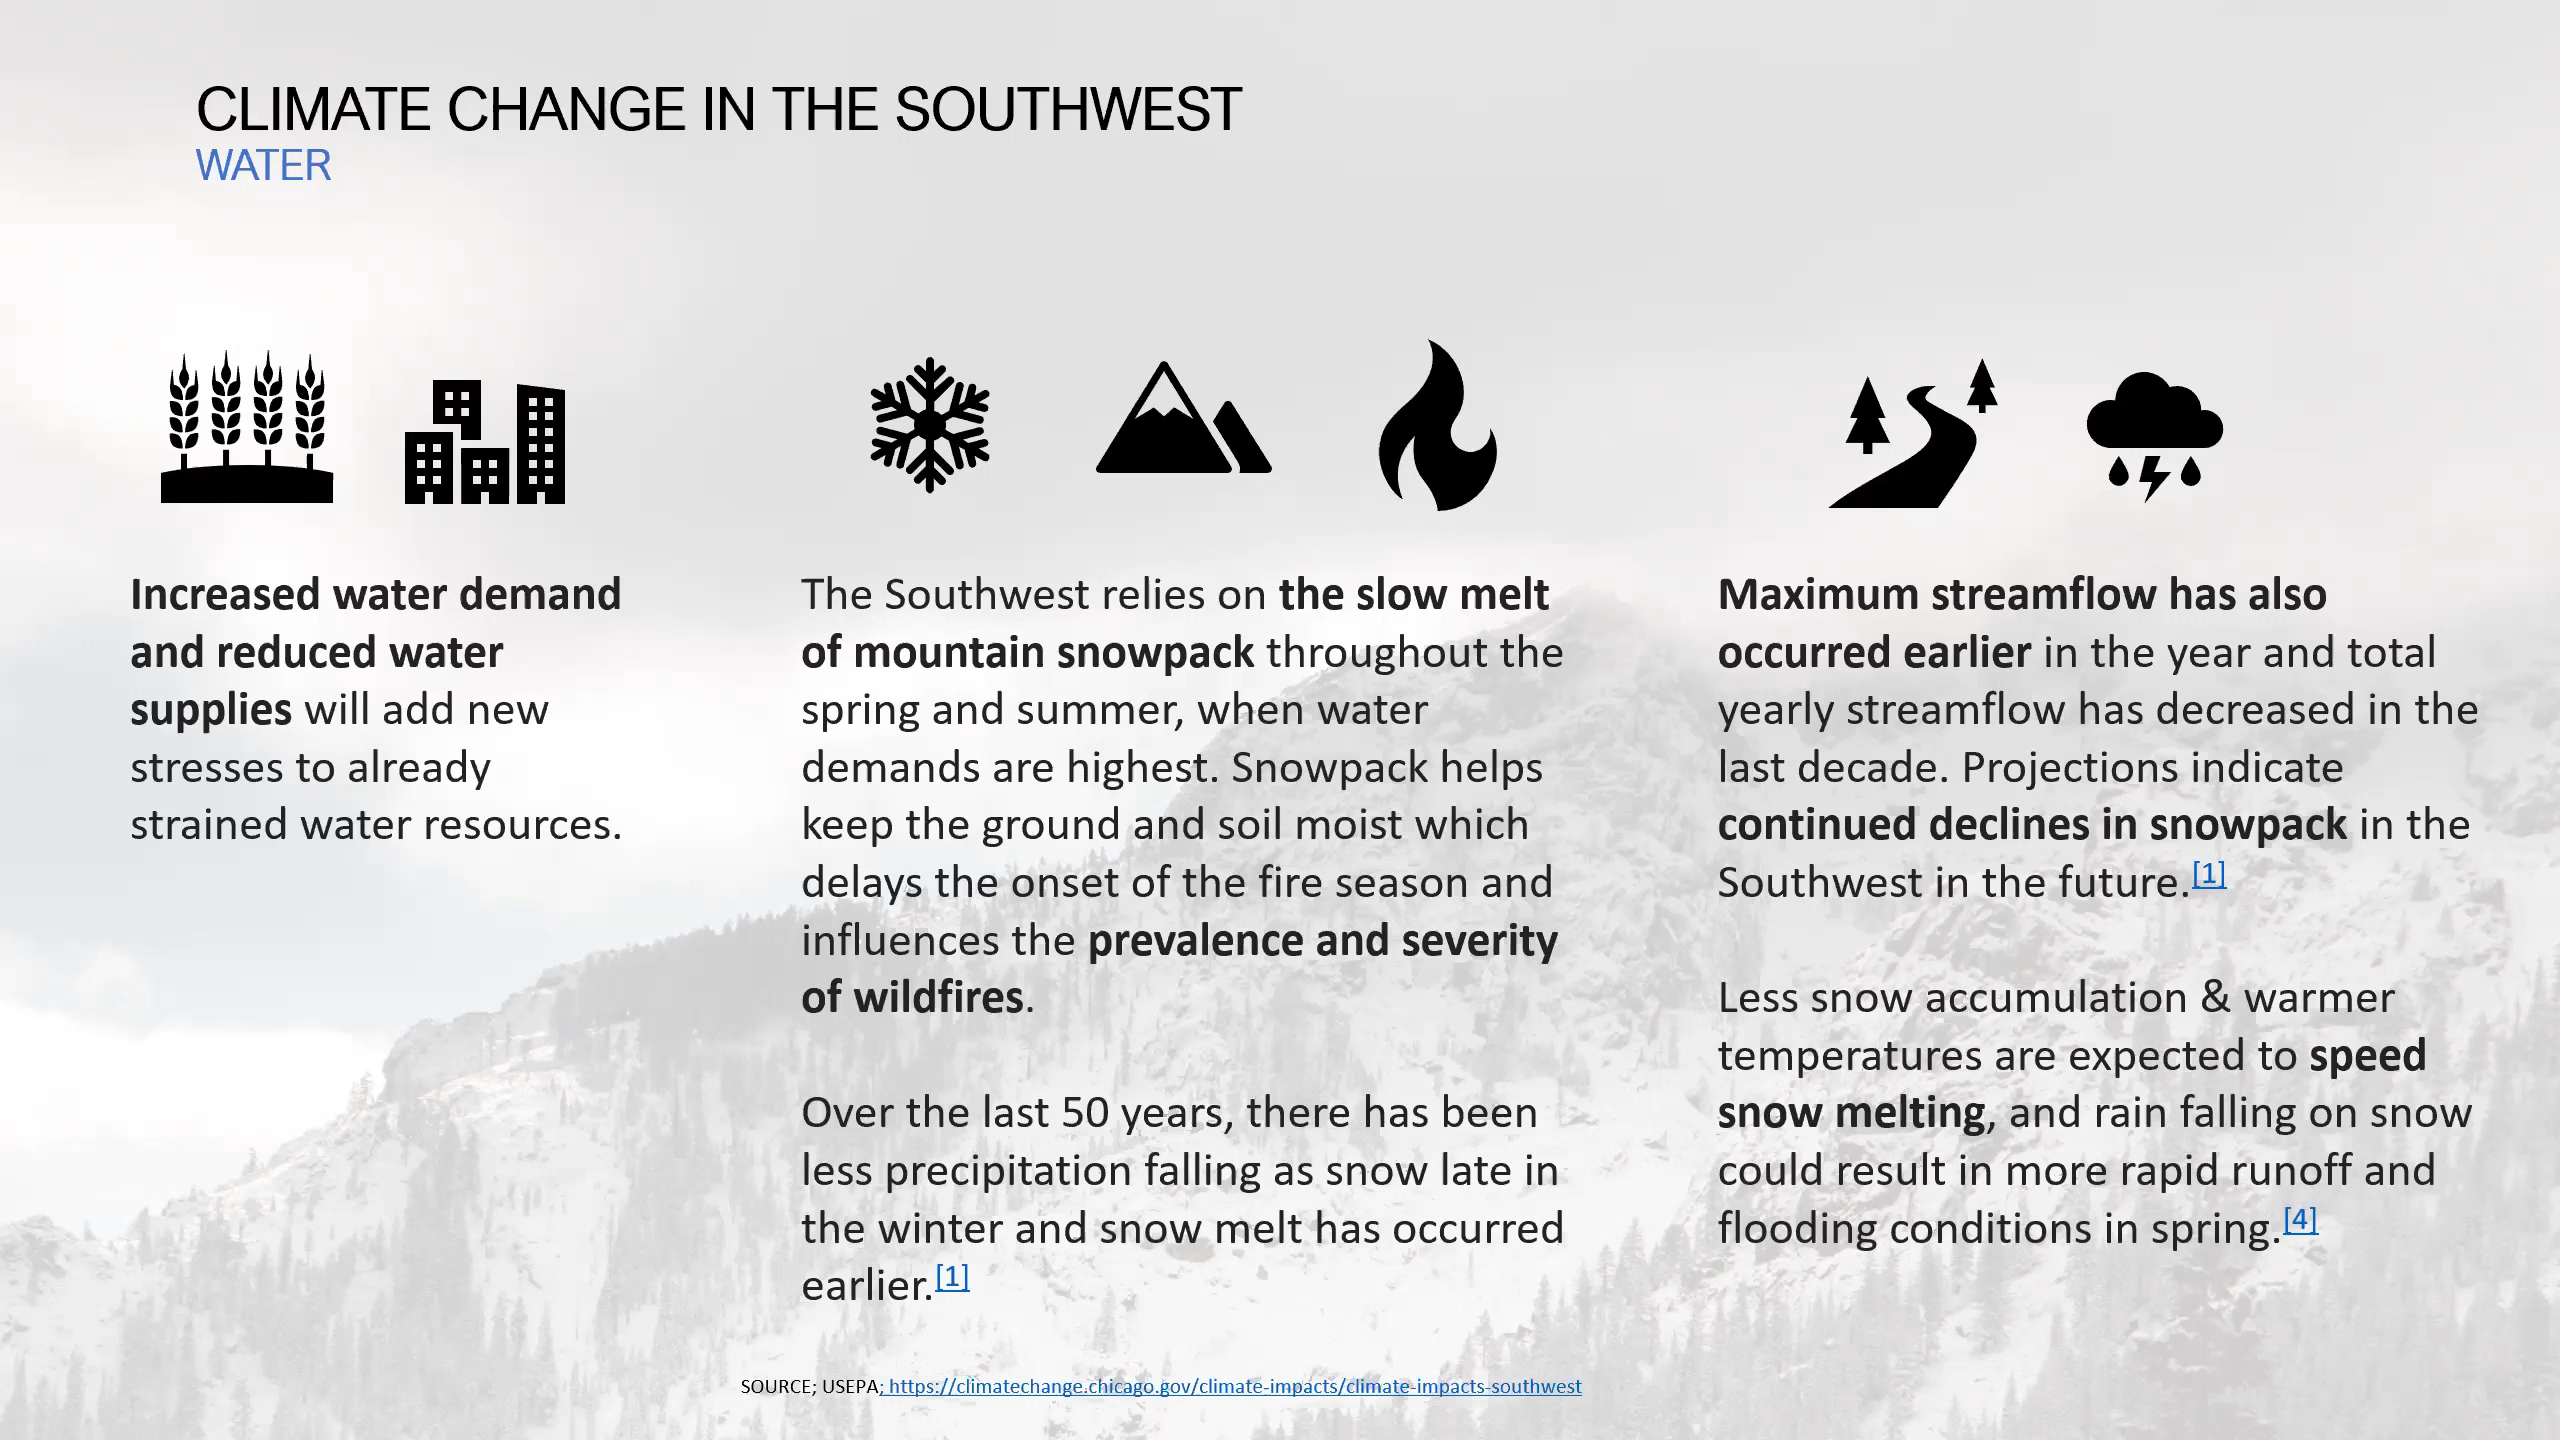 CLIMATE CHANGE IN THE SOUTHWEST
WATER
Increased water demand
and reduced water
supplies will add new
stresses to already
strained water resources.
The Southwest relies on the slow melt
of mountain snowpack throughout the
spring and summer, when water
demands are highest. Snowpack helps
keep the ground and soil moist which
delays the onset of the fire season and
influences the prevalence and severity
of wildfires.
Over the last 50 years, there has been
less precipitation falling as snow late in
the winter and snow melt has occurred
earlier.[1]
Maximum streamflow has also
occurred earlier in the year and total
yearly streamflow has decreased in the
last decade. Projections indicate
continued declines in snowpack in the
Southwest in the future.[1]
Less snow accumulation & warmer
temperatures are expected to speed
snow melting, and rain falling on snow
could result in more rapid runoff and
flooding conditions in spring.[4]
SOURCE; USEPA; https://climatechange.chicago.gov/climate-impacts/climate-impacts-southwest